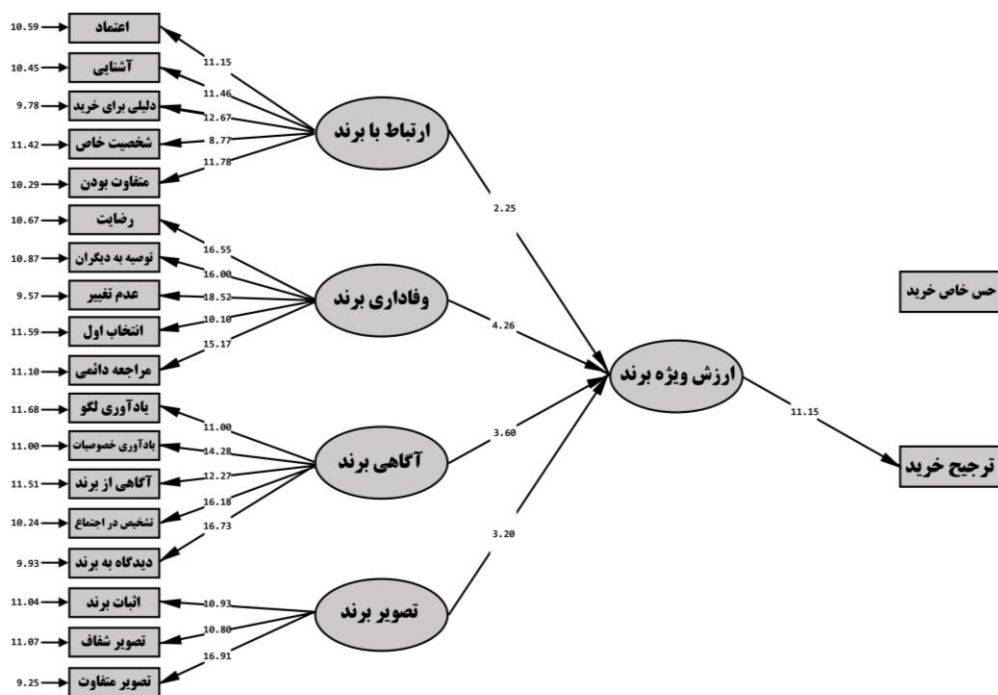 10.59
اعتماد
10.45
آشنایی
9.78
دلیلی برای خرید
11.42
شخصیت خاص
10.29
متفاوت بودن
11.15
11.46
12.67
8.77
11.78
ارتباط با برند
10.67
رضایت
10.87
توصیه به دیگران
9.57
عدم تغییر
11.59
انتخاب اول
11.10
مراجعه دائمی
16.55
16.00
18.52
10.10
15.17
وفاداری برند
11.68
یادآوری لگو
11.00
یادآوری خصوصیات
11.51
آگاهی از برند
10.24
تشخیص در اجتماع
9.93
دیدگاه به برند
11.00
14.28
12.27
16.18
16.73
آگاهی برند
11.04
اثبات برند
11.07
تصویر شفاف
9.25
تصویر متفاوت
10.93
10.80
16.91
تصویر برند
2.25
4.26
3.60
3.20
ارزش ویژه برند
11.15
حس خاص خرید
ترجیح خرید